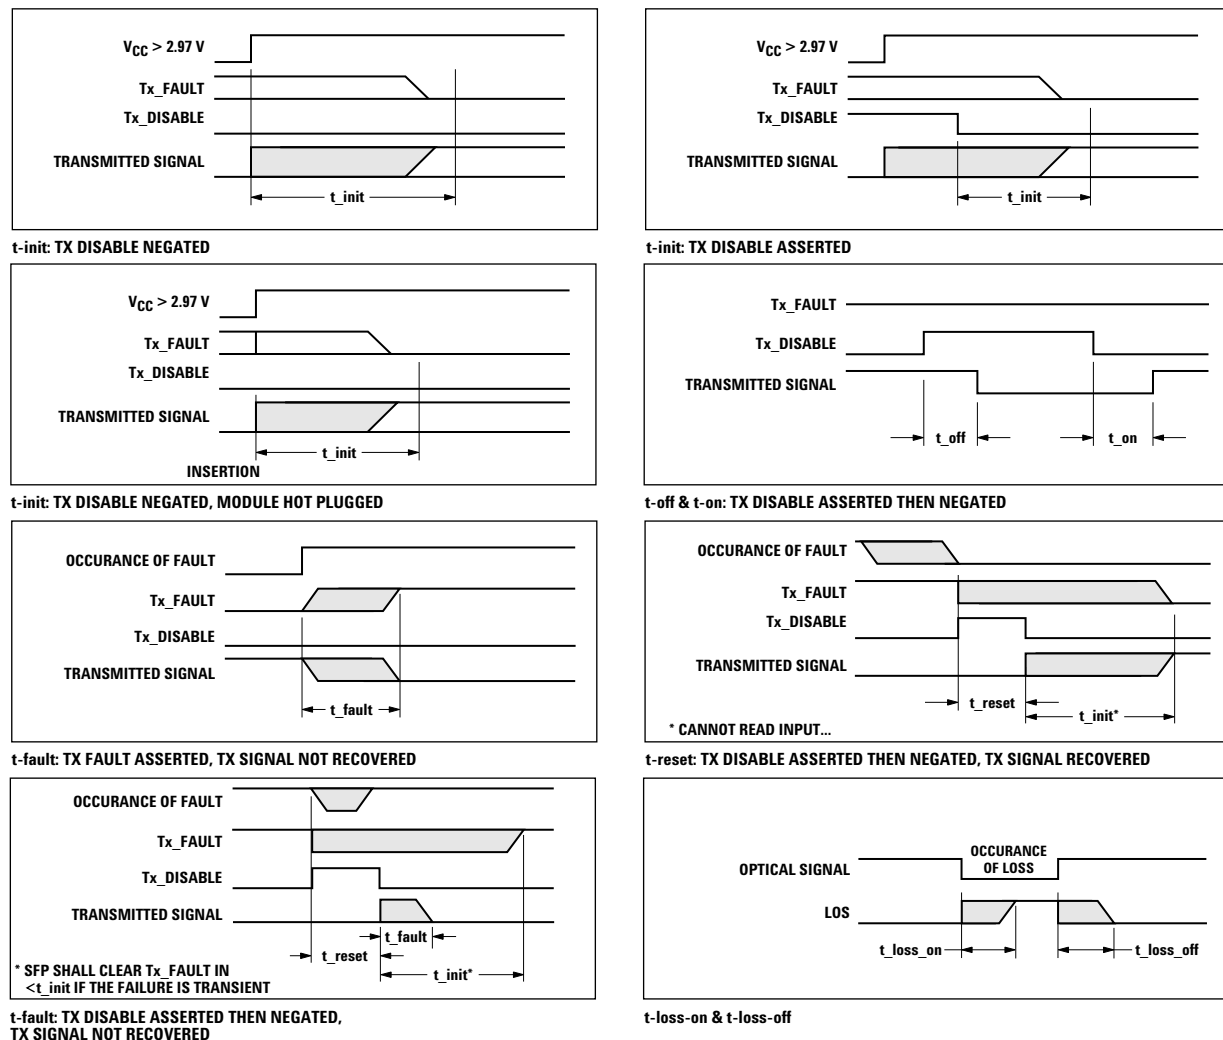 V_CC > 2.97 V
Tx_FAULT
Tx_DISABLE
TRANSMITTED SIGNAL
t_init
t-init: TX DISABLE NEGATED
V_CC > 2.97 V
Tx_FAULT
Tx_DISABLE
TRANSMITTED SIGNAL
t_init
t-init: TX DISABLE ASSERTED
V_CC > 2.97 V
Tx_FAULT
Tx_DISABLE
TRANSMITTED SIGNAL
t_init
INSERTION
t-init: TX DISABLE NEGATED, MODULE HOT PLUGGED
Tx_FAULT
Tx_DISABLE
TRANSMITTED SIGNAL
t_off
t_on
t-off & t-on: TX DISABLE ASSERTED THEN NEGATED
OCCURANCE OF FAULT
Tx_FAULT
Tx_DISABLE
TRANSMITTED SIGNAL
t_fault
t-fault: TX FAULT ASSERTED, TX SIGNAL NOT RECOVERED
OCCURANCE OF FAULT
Tx_FAULT
Tx_DISABLE
TRANSMITTED SIGNAL
t_reset
t_init*
* CANNOT READ INPUT...
t-reset: TX DISABLE ASSERTED THEN NEGATED, TX SIGNAL RECOVERED
OCCURANCE OF FAULT
Tx_FAULT
Tx_DISABLE
TRANSMITTED SIGNAL
t_fault
t_reset
t_init*
* SFP SHALL CLEAR Tx_FAULT IN
<t_init IF THE FAILURE IS TRANSIENT
t-fault: TX DISABLE ASSERTED THEN NEGATED,
TX SIGNAL NOT RECOVERED
OCCURANCE
OF LOSS
OPTICAL SIGNAL
LOS
t_loss_on
t_loss_off
t-loss-on & t-loss-off